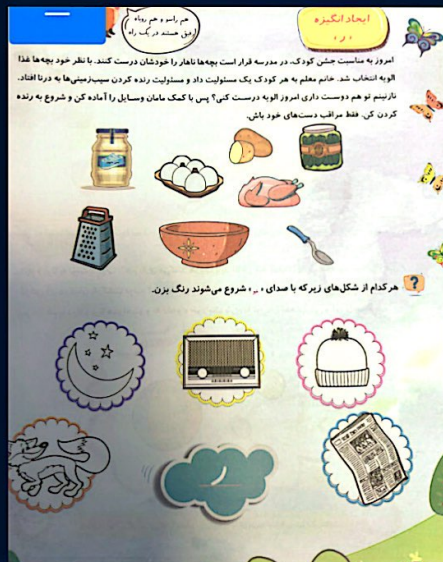 ایجاد انگیزه
« ر »
هم راسو و هم روباه
رفیق هستند در یک راه
امروز به مناسبت جشن کودک، در مدرسه قرار است بچه‌ها ناهار را خودشان درست کنند. با نظر خود بچه‌ها غذا
الویه انتخاب شد. خانم معلم به هر کودک یک مسئولیت داد و مسئولیت رنده کردن سیب‌زمینی‌ها به درنا افتاد.
نازنینم تو هم دوست داری امروز الویه درست کنی؟ پس با کمک مامان وسایل را آماده کن و شروع به رنده
کردن کن. فقط مراقب دست‌های خود باش.
?
هر کدام از شکل‌های زیر که با صدای « ر » شروع می‌شوند رنگ بزن.
ر